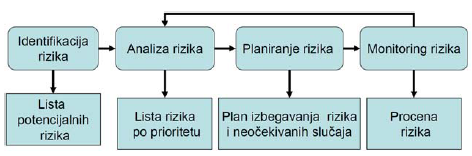 Identifikacija
rizika
Analiza rizika
Planiranje rizika
Monitoring rizika
Lista
potencijalnih
rizika
Lista rizika
po prioritetu
Plan izbegavanja rizika
i neočekivanih slučaja
Procena
rizika